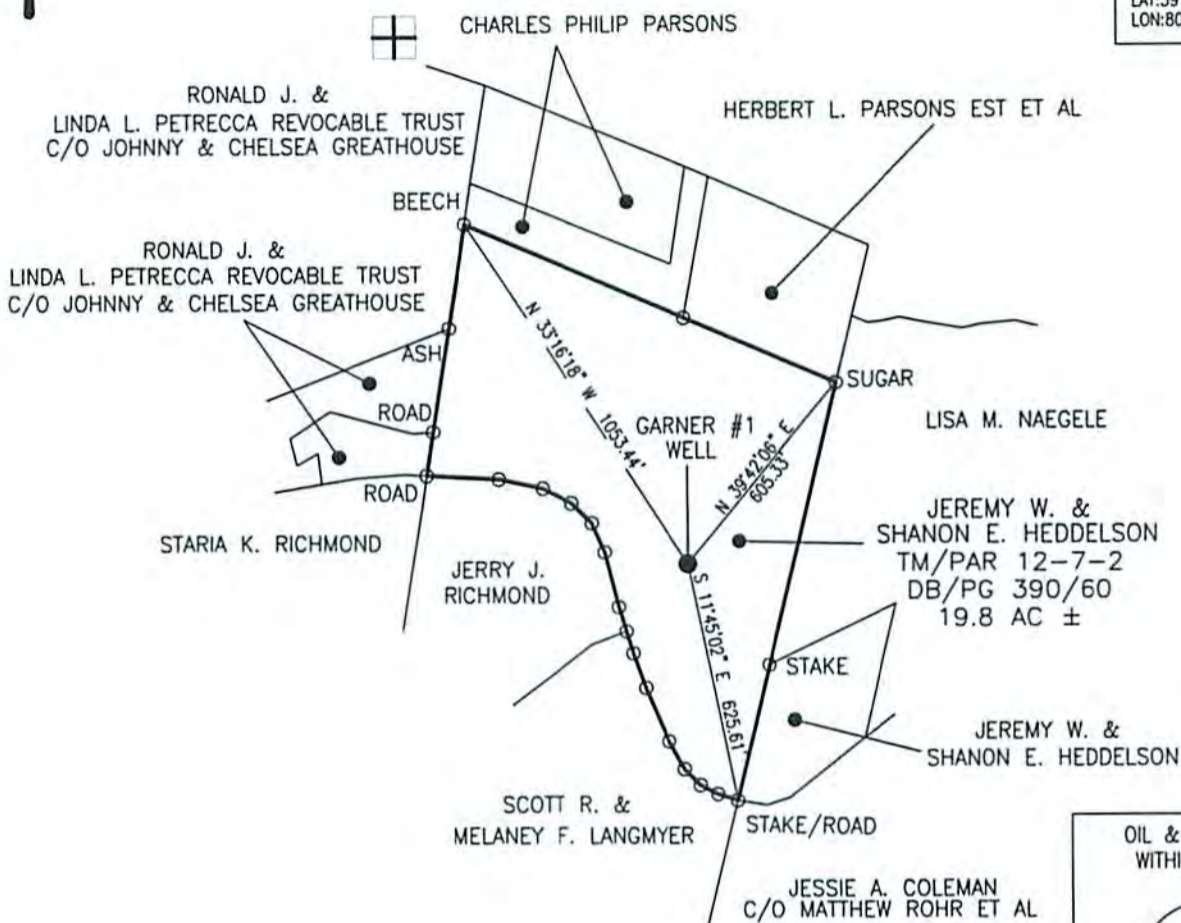 LON:80
CHARLES PHILIP PARSONS
RONALD J. &
LINDA L. PETRECCA REVOCABLE TRUST
C/O JOHNNY & CHELSEA GREATHOUSE
HERBERT L. PARSONS EST ET AL
BEECH
RONALD J. &
LINDA L. PETRECCA REVOCABLE TRUST
C/O JOHNNY & CHELSEA GREATHOUSE
ASH
ROAD
ROAD
N 33°16'18" W 1053.44'
GARNER #1
WELL
N 39°42'06" E
605.33'
SUGAR
LISA M. NAEGELE
STARIA K. RICHMOND
JERRY J.
RICHMOND
JEREMY W. &
SHANON E. HEDDELSON
TM/PAR 12-7-2
DB/PG 390/60
19.8 AC ±
S 11°45'02" E 625.61'
STAKE
JEREMY W. &
SHANON E. HEDDELSON
SCOTT R. &
MELANEY F. LANGMYER
STAKE/ROAD
OIL &
WITHI
JESSIE A. COLEMAN
C/O MATTHEW ROHR ET AL